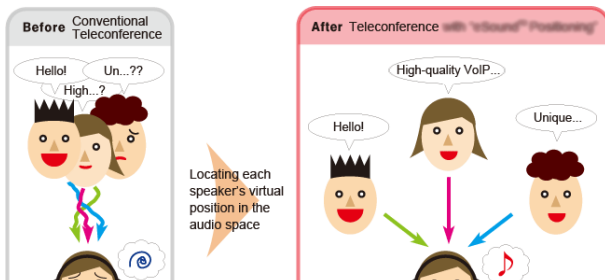 Before Conventional
Teleconference
Hello!
Un...??
High...?
Locating each
speaker's virtual
position in the
audio space
After Teleconference
High-quality VoIP...
Hello!
Unique...